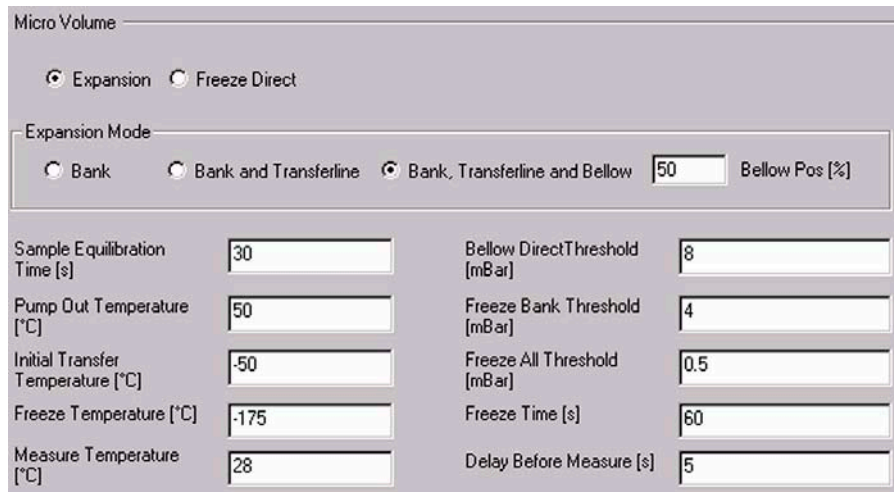 Micro Volume
Expansion Freeze Direct
Expansion Mode
Bank Bank and Transferline Bank, Transferline and Bellow 50 Bellow Pos [%]
Sample Equilibration
Time [s]
30
Bellow DirectThreshold
[mBar]
8
Pump Out Temperature
[°C]
50
Freeze Bank Threshold
[mBar]
4
Initial Transfer
Temperature [°C]
-50
Freeze All Threshold
[mBar]
0.5
Freeze Temperature [°C] -175
Freeze Time [s] 60
Measure Temperature
[°C]
28
Delay Before Measure [s] 5